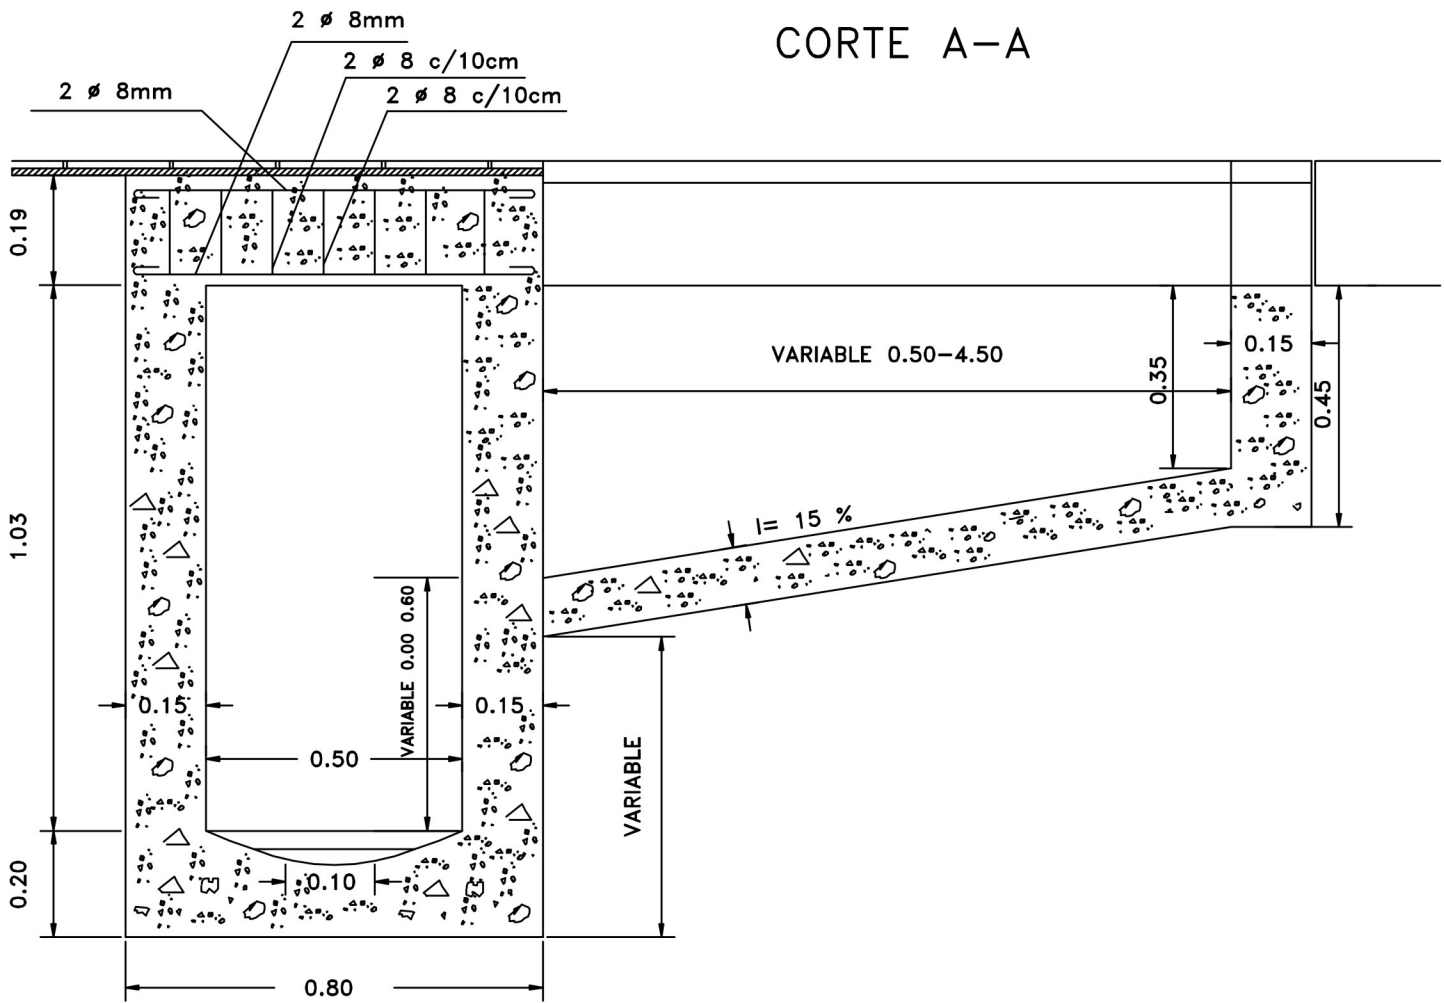 2 ø 8mm
CORTE A-A
2 ø 8 c/10cm
2 ø 8mm
2 ø 8 c/10cm
0.19
0.15
VARIABLE 0.50-4.50
0.35
0.45
1.03
I= 15 %
VARIABLE 0.00 0.60
0.15
0.15
0.50
VARIABLE
0.20
0.10
0.80